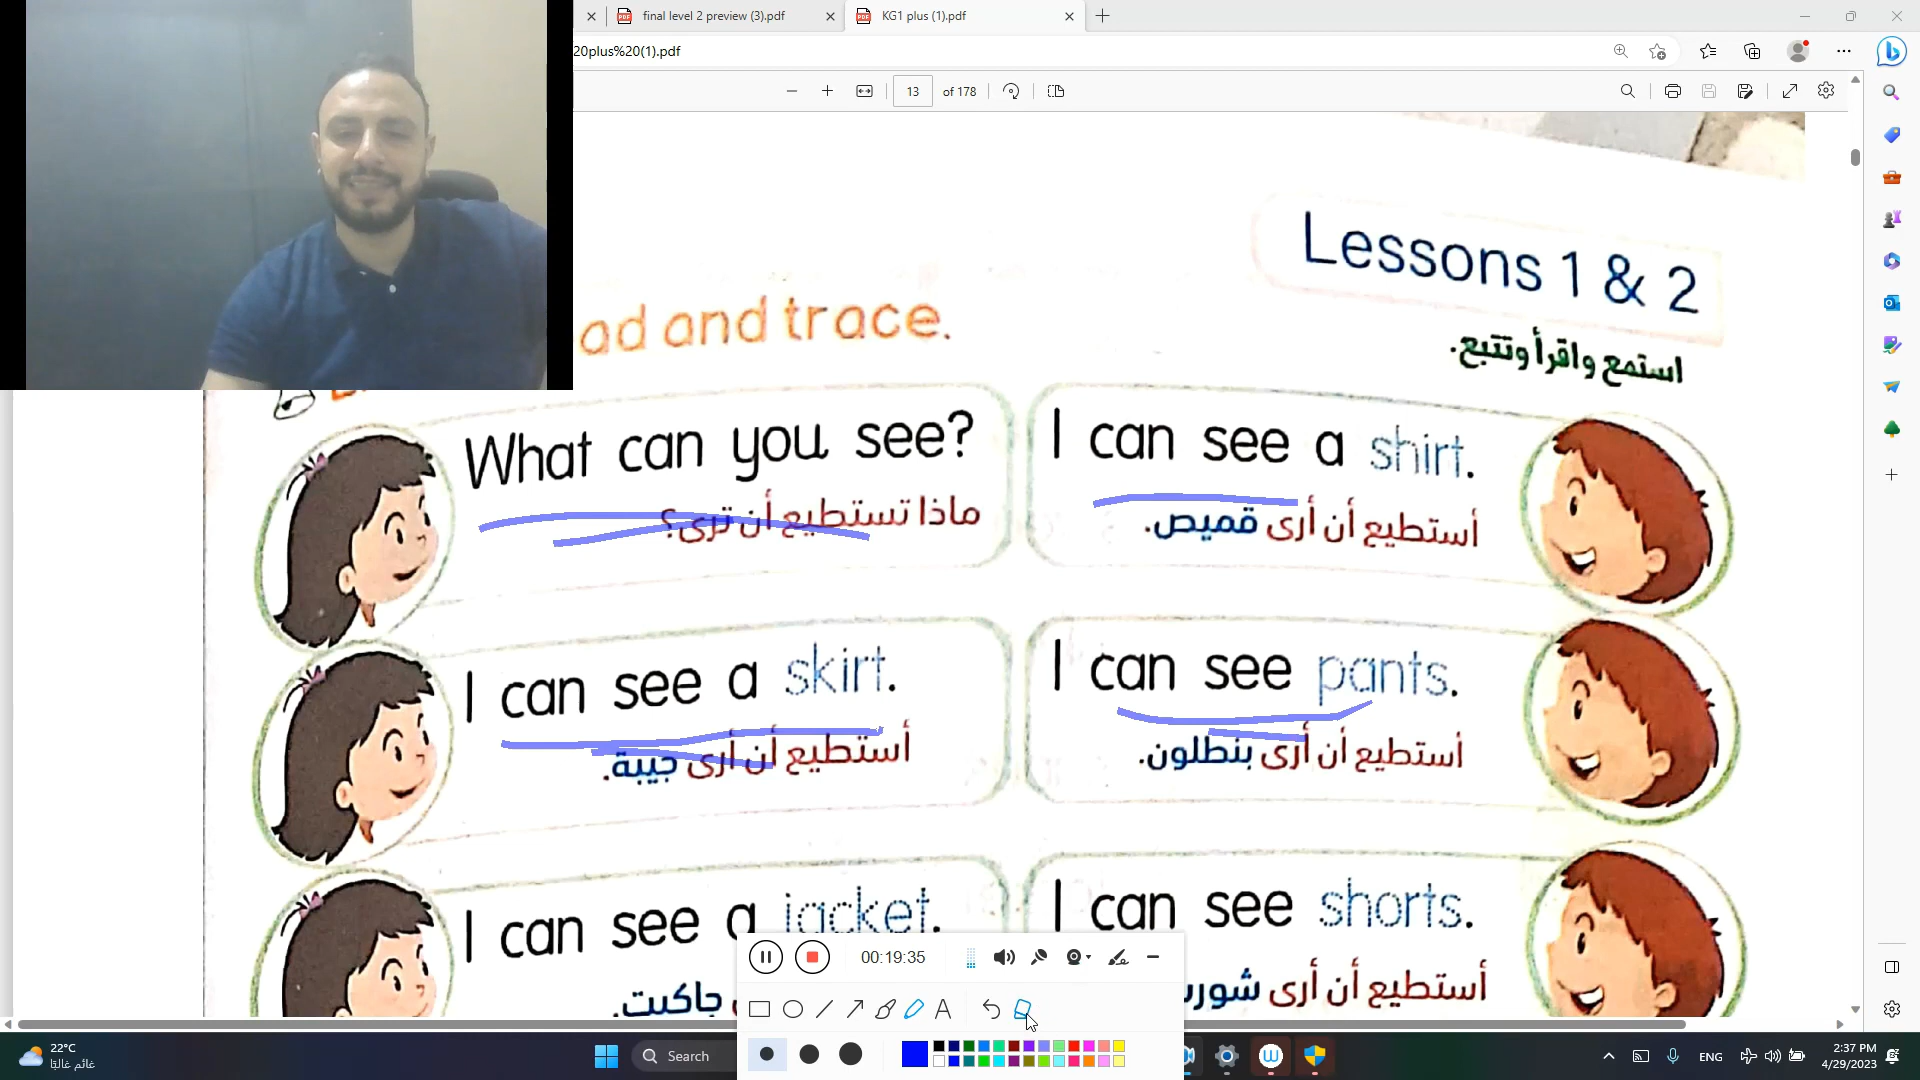 final level 2 preview (3).pdf
KG1 plus (1).pdf
20plus%20(1).pdf
13 of 178
Lessons 1 & 2
ad and trace.
استمع واقرأ وتتبع.
What can you see?
ماذا تستطيع أن ترى؟
I can see a shirt.
أستطيع أن أرى قميص.
I can see a skirt.
أستطيع أن أرى جيبة.
I can see pants.
أستطيع أن أرى بنطلون.
I can see a jacket.
جاكيت.
I can see shorts.
أستطيع أن أرى شورت
00:19:35
A
22°C
غائم غالبًا
Search
ENG
2:37 PM
4/29/2023